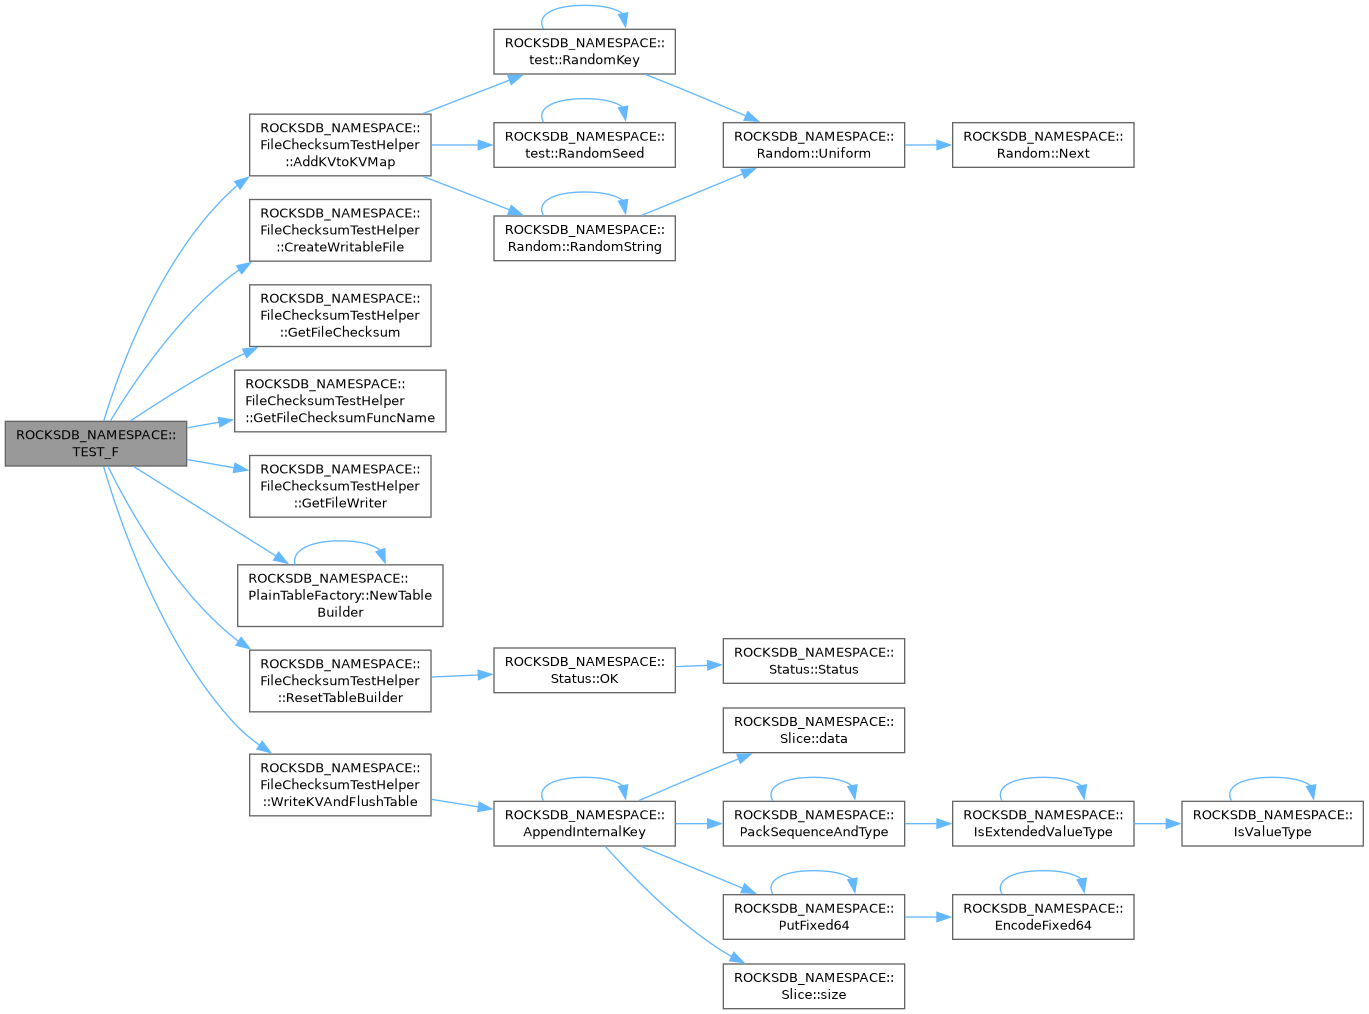 ROCKSDB_NAMESPACE::
TEST_F
ROCKSDB_NAMESPACE::
FileChecksumTestHelper
::AddKVtoKVMap
ROCKSDB_NAMESPACE::
test::RandomKey
ROCKSDB_NAMESPACE::
Random::Uniform
ROCKSDB_NAMESPACE::
Random::Next
ROCKSDB_NAMESPACE::
test::RandomSeed
ROCKSDB_NAMESPACE::
Random::RandomString
ROCKSDB_NAMESPACE::
FileChecksumTestHelper
::CreateWritableFile
ROCKSDB_NAMESPACE::
FileChecksumTestHelper
::GetFileChecksum
ROCKSDB_NAMESPACE::
FileChecksumTestHelper
::GetFileChecksumFuncName
ROCKSDB_NAMESPACE::
FileChecksumTestHelper
::GetFileWriter
ROCKSDB_NAMESPACE::
PlainTableFactory::NewTable
Builder
ROCKSDB_NAMESPACE::
FileChecksumTestHelper
::ResetTableBuilder
ROCKSDB_NAMESPACE::
Status::OK
ROCKSDB_NAMESPACE::
Status::Status
ROCKSDB_NAMESPACE::
FileChecksumTestHelper
::WriteKVAndFlushTable
ROCKSDB_NAMESPACE::
AppendInternalKey
ROCKSDB_NAMESPACE::
Slice::data
ROCKSDB_NAMESPACE::
PackSequenceAndType
ROCKSDB_NAMESPACE::
IsExtendedValueType
ROCKSDB_NAMESPACE::
IsValueType
ROCKSDB_NAMESPACE::
PutFixed64
ROCKSDB_NAMESPACE::
EncodeFixed64
ROCKSDB_NAMESPACE::
Slice::size